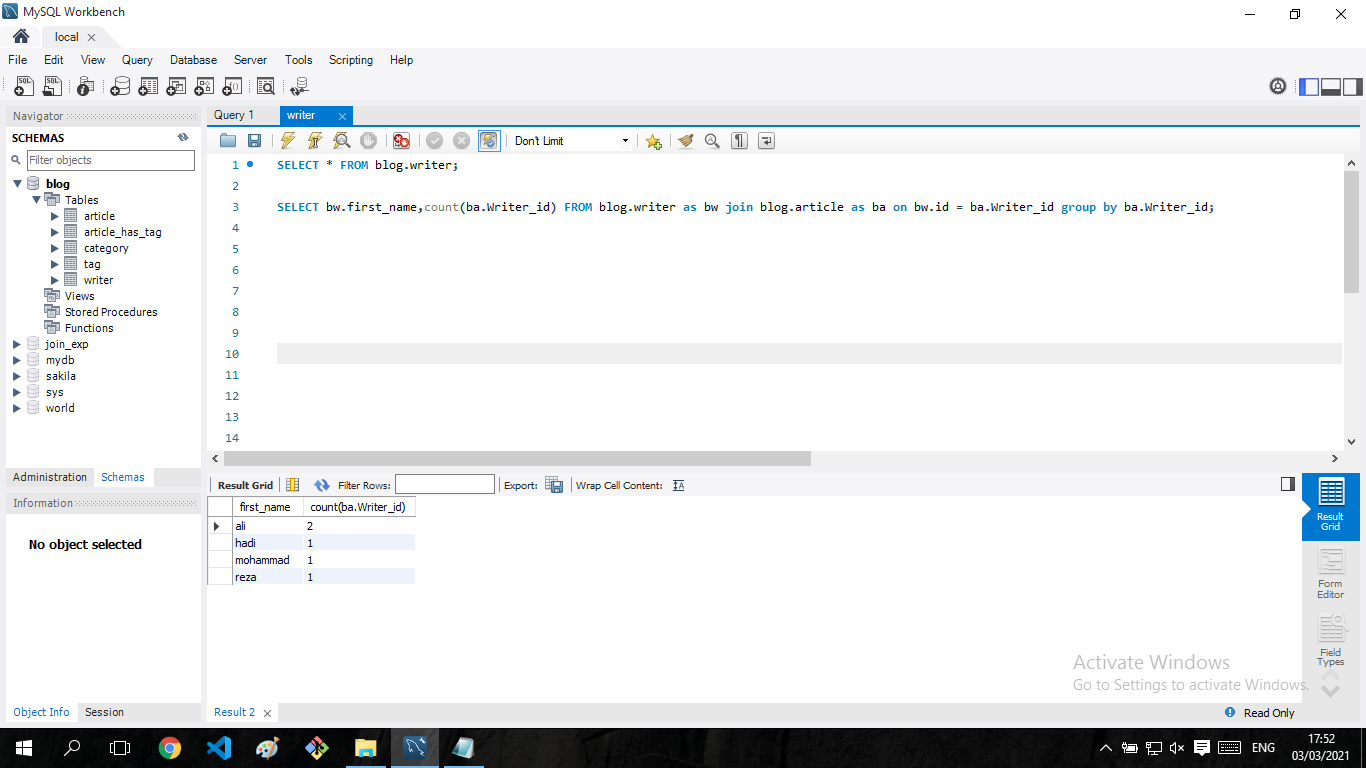 MySQL Workbench
local
File Edit View Query Database Server Tools Scripting Help
Navigator
SCHEMAS
Filter objects
blog
Tables
article
article_has_tag
category
tag
writer
Views
Stored Procedures
Functions
join_exp
mydb
sakila
sys
world
Administration Schemas
Information
No object selected
Object Info Session
Query 1 writer
Don't Limit
1 SELECT * FROM blog.writer;
2
3 SELECT bw.first_name,count(ba.Writer_id) FROM blog.writer as bw join blog.article as ba on bw.id = ba.Writer_id group by ba.Writer_id;
4
5
6
7
8
9
10
11
12
13
14
Result Grid Filter Rows: Export: Wrap Cell Content:
first_name count(ba.Writer_id)
ali 2
hadi 1
mohammad 1
reza 1
Result
Grid
Form
Editor
Field
Types
Activate Windows
Go to Settings to activate Windows.
Result 2
Read Only
ENG
17:52
03/03/2021